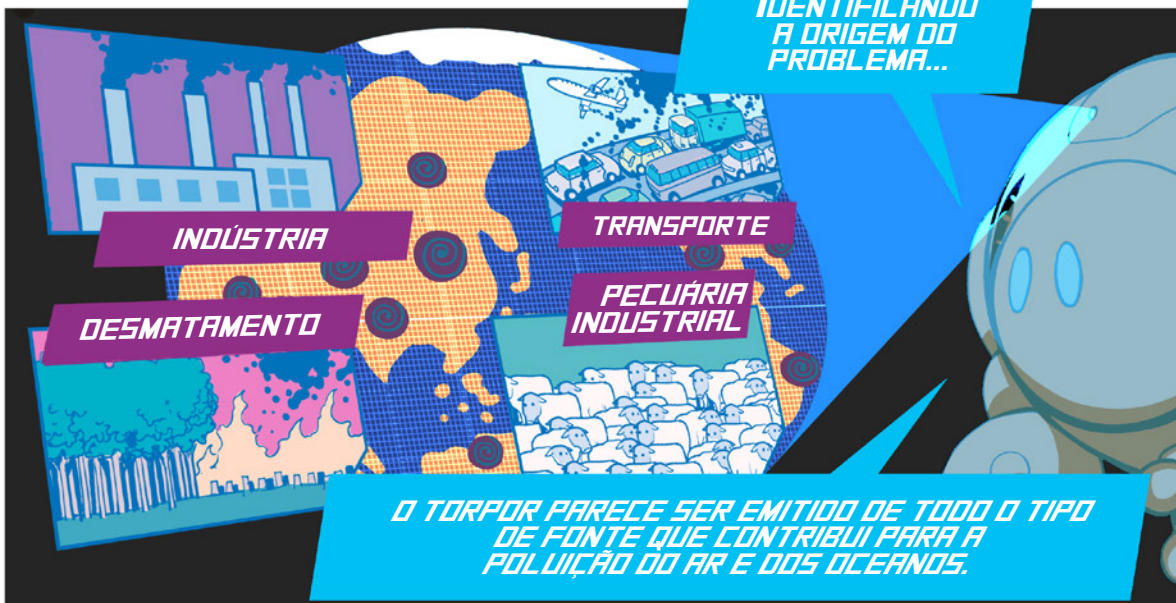 IDENTIFICANDO
A ORIGEM DO
PROBLEMA...
INDÚSTRIA
TRANSPORTE
DESMATAMENTO
PECUÁRIA
INDUSTRIAL
O TORPOR PARECE SER EMITIDO DE TODO O TIPO
DE FONTE QUE CONTRIBUI PARA A
POLUIÇÃO DO AR E DOS OCEANOS.